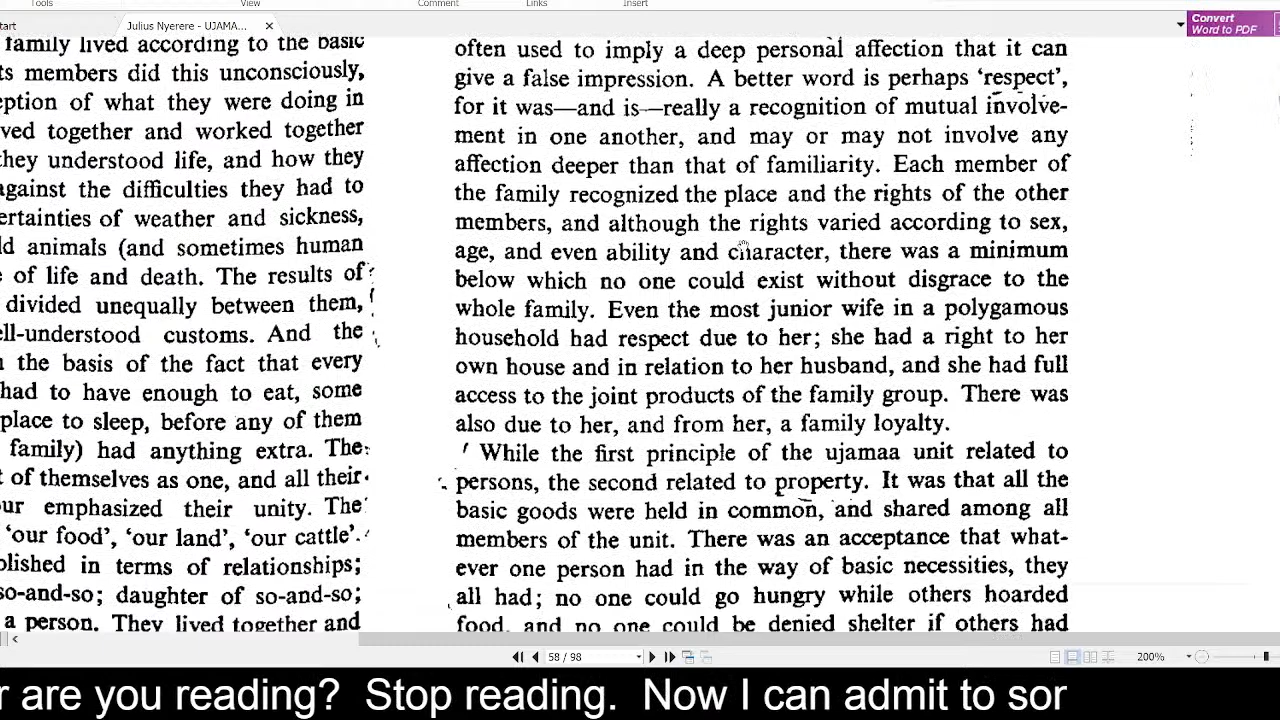 Tools View Comment Links Insert
tart Julius Nyerere - UJAMA... Convert
Word to PDF
family lived according to the basic
ts members did this unconsciously,
eption of what they were doing in
ved together and worked together
they understood life, and how they
against the difficulties they had to
ertainties of weather and sickness,
ld animals (and sometimes human
e of life and death. The results of
divided unequally between them,
ell-understood customs. And the
n the basis of the fact that every
had to have enough to eat, some
place to sleep, before any of them
family) had anything extra. The
t of themselves as one, and all their
our emphasized their unity. The
‘our food’, ‘our land’, ‘our cattle’.
blished in terms of relationships;
so-and-so; daughter of so-and-so;
a person. They lived together and
often used to imply a deep personal affection that it can
give a false impression. A better word is perhaps ‘respect’,
for it was—and is—really a recognition of mutual involve-
ment in one another, and may or may not involve any
affection deeper than that of familiarity. Each member of
the family recognized the place and the rights of the other
members, and although the rights varied according to sex,
age, and even ability and character, there was a minimum
below which no one could exist without disgrace to the
whole family. Even the most junior wife in a polygamous
household had respect due to her; she had a right to her
own house and in relation to her husband, and she had full
access to the joint products of the family group. There was
also due to her, and from her, a family loyalty.
While the first principle of the ujamaa unit related to
persons, the second related to property. It was that all the
basic goods were held in common, and shared among all
members of the unit. There was an acceptance that what-
ever one person had in the way of basic necessities, they
all had; no one could go hungry while others hoarded
food, and no one could be denied shelter if others had
58 / 98 200%
r are you reading? Stop reading. Now I can admit to sor